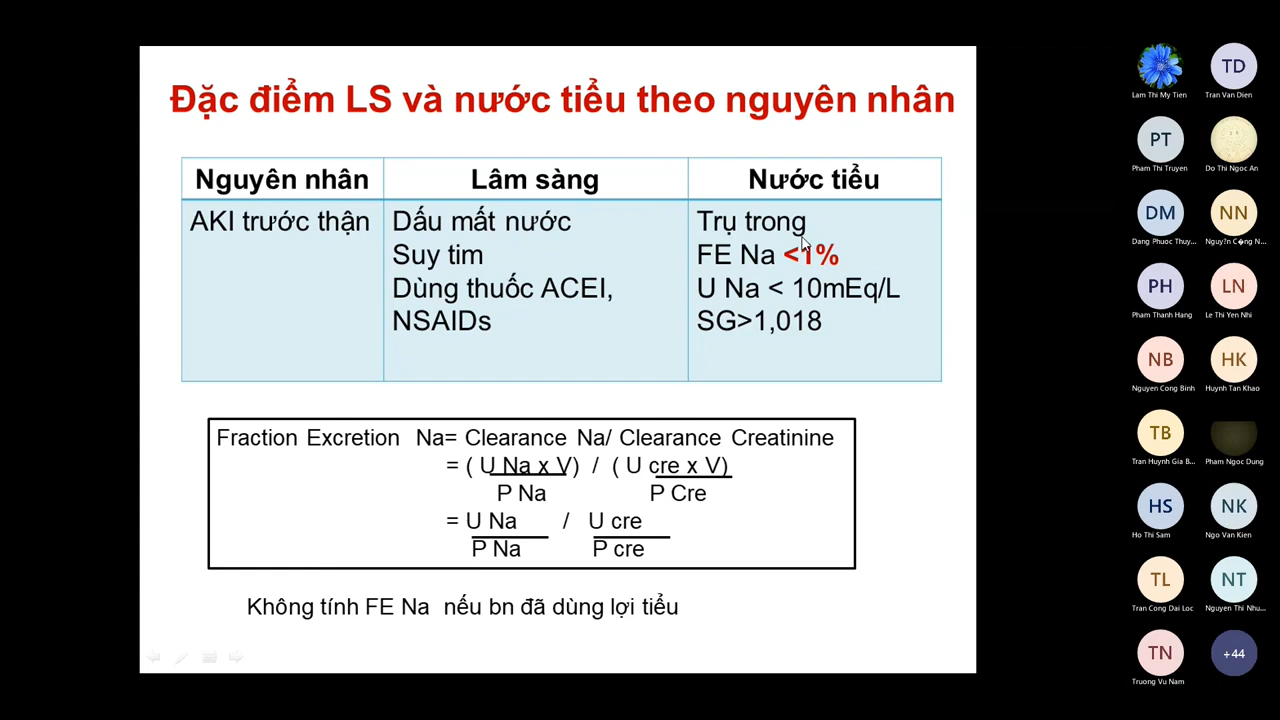 Đặc điểm LS và nước tiểu theo nguyên nhân
Nguyên nhân
Lâm sàng
Nước tiểu
AKI trước thận
Dấu mất nước
Suy tim
Dùng thuốc ACEI,
NSAIDs
Trụ trong
FE Na <1%
U Na < 10mEq/L
SG>1,018
Fraction Excretion Na= Clearance Na/ Clearance Creatinine
= ( U Na x V) / ( U cre x V)
P Na P Cre
= U Na / U cre
P Na P cre
Không tính FE Na nếu bn đã dùng lợi tiểu
Lam Thi My Tien
TD
Tran Van Dien
PT
Pham Thi Truyen
Do Thi Ngoc An
DM
Dang Phuoc Thuy...
NN
Nguy?n C�ng N...
PH
Pham Thanh Hang
LN
Le Thi Yen Nhi
NB
Nguyen Cong Binh
HK
Huynh Tan Khao
TB
Tran Huynh Gia B...
Pham Ngoc Dung
HS
Ho Thi Sam
NK
Ngo Van Kien
TL
Tran Cong Dai Loc
NT
Nguyen Thi Nhu...
TN
Truong Vu Nam
+44